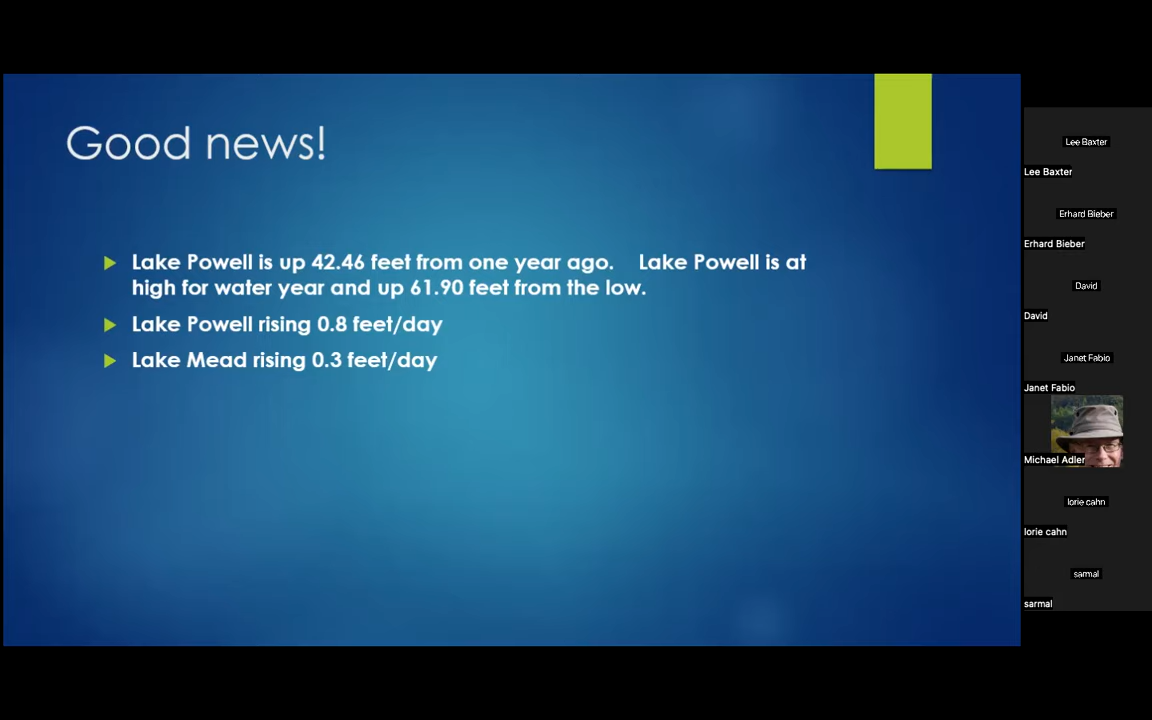 Good news!
Lake Powell is up 42.46 feet from one year ago. Lake Powell is at
high for water year and up 61.90 feet from the low.
Lake Powell rising 0.8 feet/day
Lake Mead rising 0.3 feet/day
Lee Baxter
Lee Baxter
Erhard Bieber
Erhard Bieber
David
David
Janet Fabio
Janet Fabio
Michael Adler
lorie cahn
lorie cahn
sarmal
sarmal